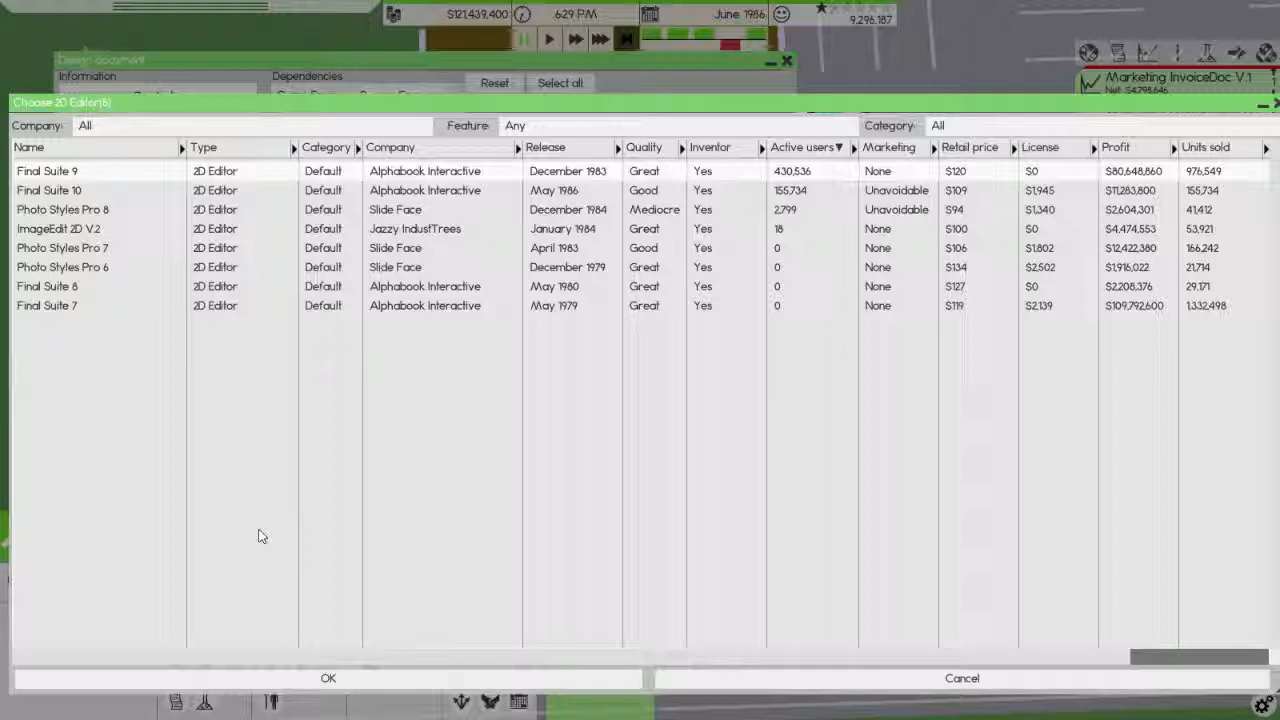 $121,439,400 6:29 PM June 1986 9,296,187
Design document
Information Dependencies Reset Select all
Marketing InvoiceDoc V.1
Net: $4,798,646
Choose 2D Editor(8)
Company: All Feature: Any Category: All
Name Type Category Company Release Quality Inventor Active users▼ Marketing Retail price License Profit Units sold
Final Suite 9 2D Editor Default Alphabook Interactive December 1983 Great Yes 430,536 None $120 $0 $80,648,860 976,549
Final Suite 10 2D Editor Default Alphabook Interactive May 1986 Good Yes 155,734 Unavoidable $109 $1,945 $11,283,800 155,734
Photo Styles Pro 8 2D Editor Default Slide Face December 1984 Mediocre Yes 2,799 Unavoidable $94 $1,340 $2,604,301 41,412
ImageEdit 2D V.2 2D Editor Default Jazzy IndustTrees January 1984 Great Yes 18 None $100 $0 $4,474,553 53,921
Photo Styles Pro 7 2D Editor Default Slide Face April 1983 Good Yes 0 None $106 $1,802 $12,422,380 166,242
Photo Styles Pro 6 2D Editor Default Slide Face December 1979 Great Yes 0 None $134 $2,502 $1,916,022 21,714
Final Suite 8 2D Editor Default Alphabook Interactive May 1980 Great Yes 0 None $127 $0 $2,208,376 29,171
Final Suite 7 2D Editor Default Alphabook Interactive May 1979 Great Yes 0 None $119 $2,139 $109,792,600 1,332,498
OK Cancel